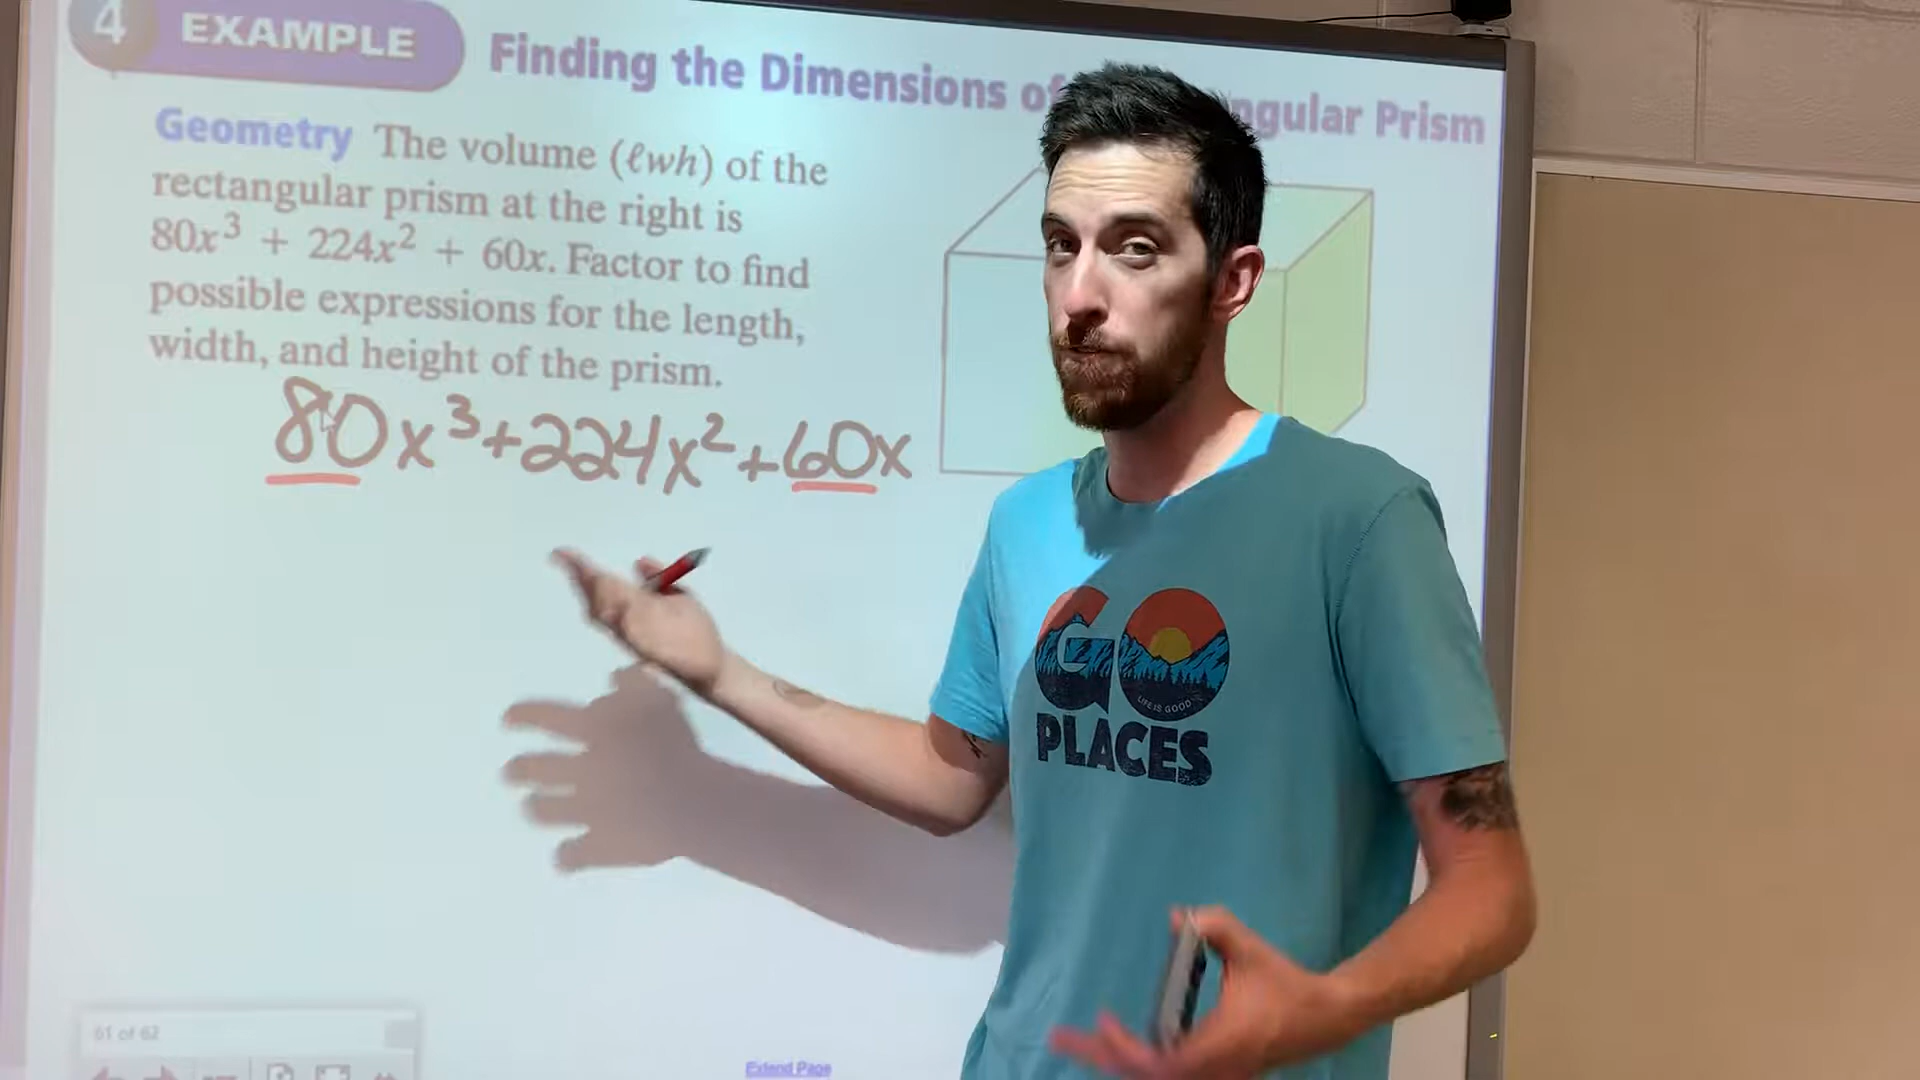 4 EXAMPLE Finding the Dimensions of ngular Prism
Geometry The volume (ℓwh) of the
rectangular prism at the right is
80x³ + 224x² + 60x. Factor to find
possible expressions for the length,
width, and height of the prism.
80x³+224x²+60x
GO
LIFE IS GOOD
PLACES
61 of 62
Extend Page